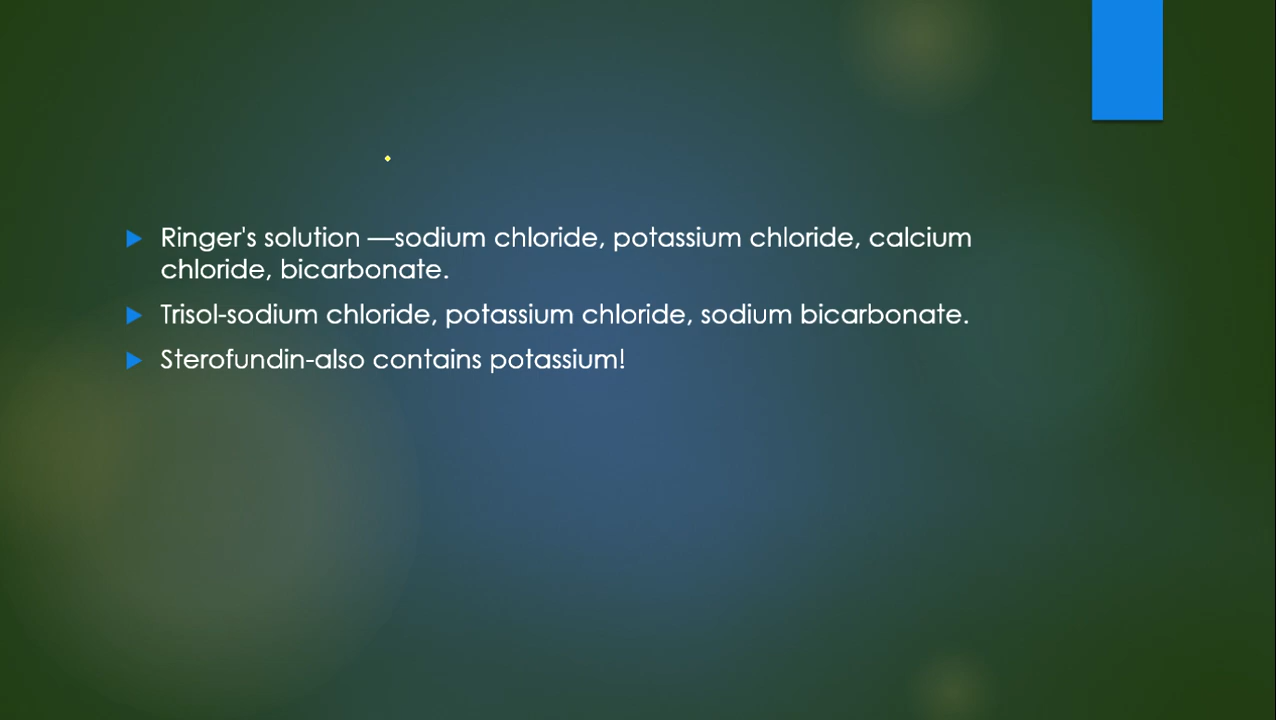 Ringer's solution —sodium chloride, potassium chloride, calcium
chloride, bicarbonate.
Trisol-sodium chloride, potassium chloride, sodium bicarbonate.
Sterofundin-also contains potassium!